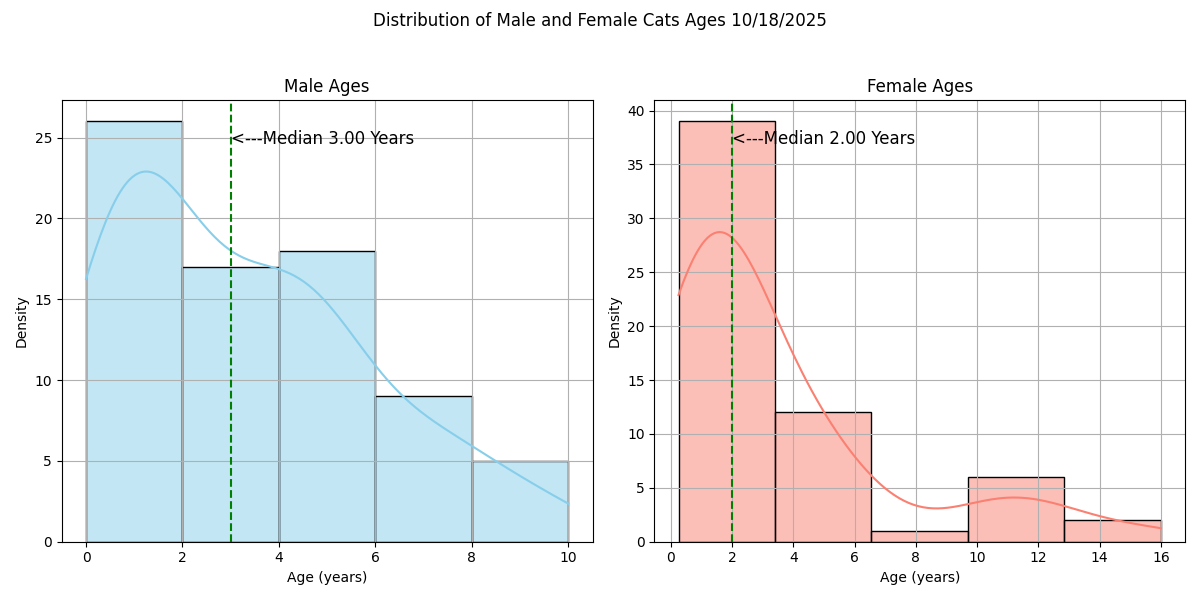 Distribution of Male and Female Cats Ages 10/18/2025
Male Ages
Density
25
20
15
10
5
0
<---Median 3.00 Years
0 2 4 6 8 10
Age (years)
Female Ages
Density
40
35
30
25
20
15
10
5
0
<---Median 2.00 Years
0 2 4 6 8 10 12 14 16
Age (years)